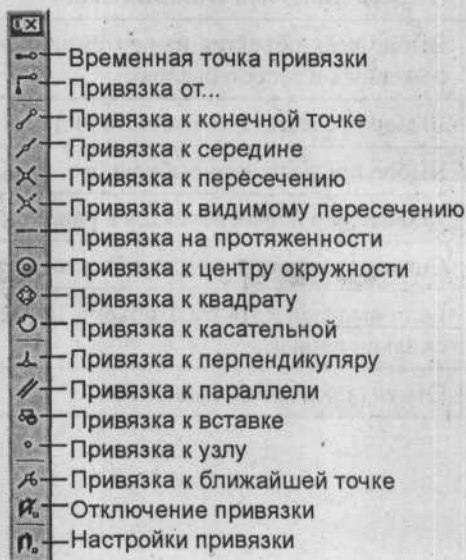 Временная точка привязки
Привязка от...
Привязка к конечной точке
Привязка к середине
Привязка к пересечению
Привязка к видимому пересечению
Привязка на протяженности
Привязка к центру окружности
Привязка к квадрату
Привязка к касательной
Привязка к перпендикуляру
Привязка к параллели
Привязка к вставке
Привязка к узлу
Привязка к ближайшей точке
Отключение привязки
Настройки привязки